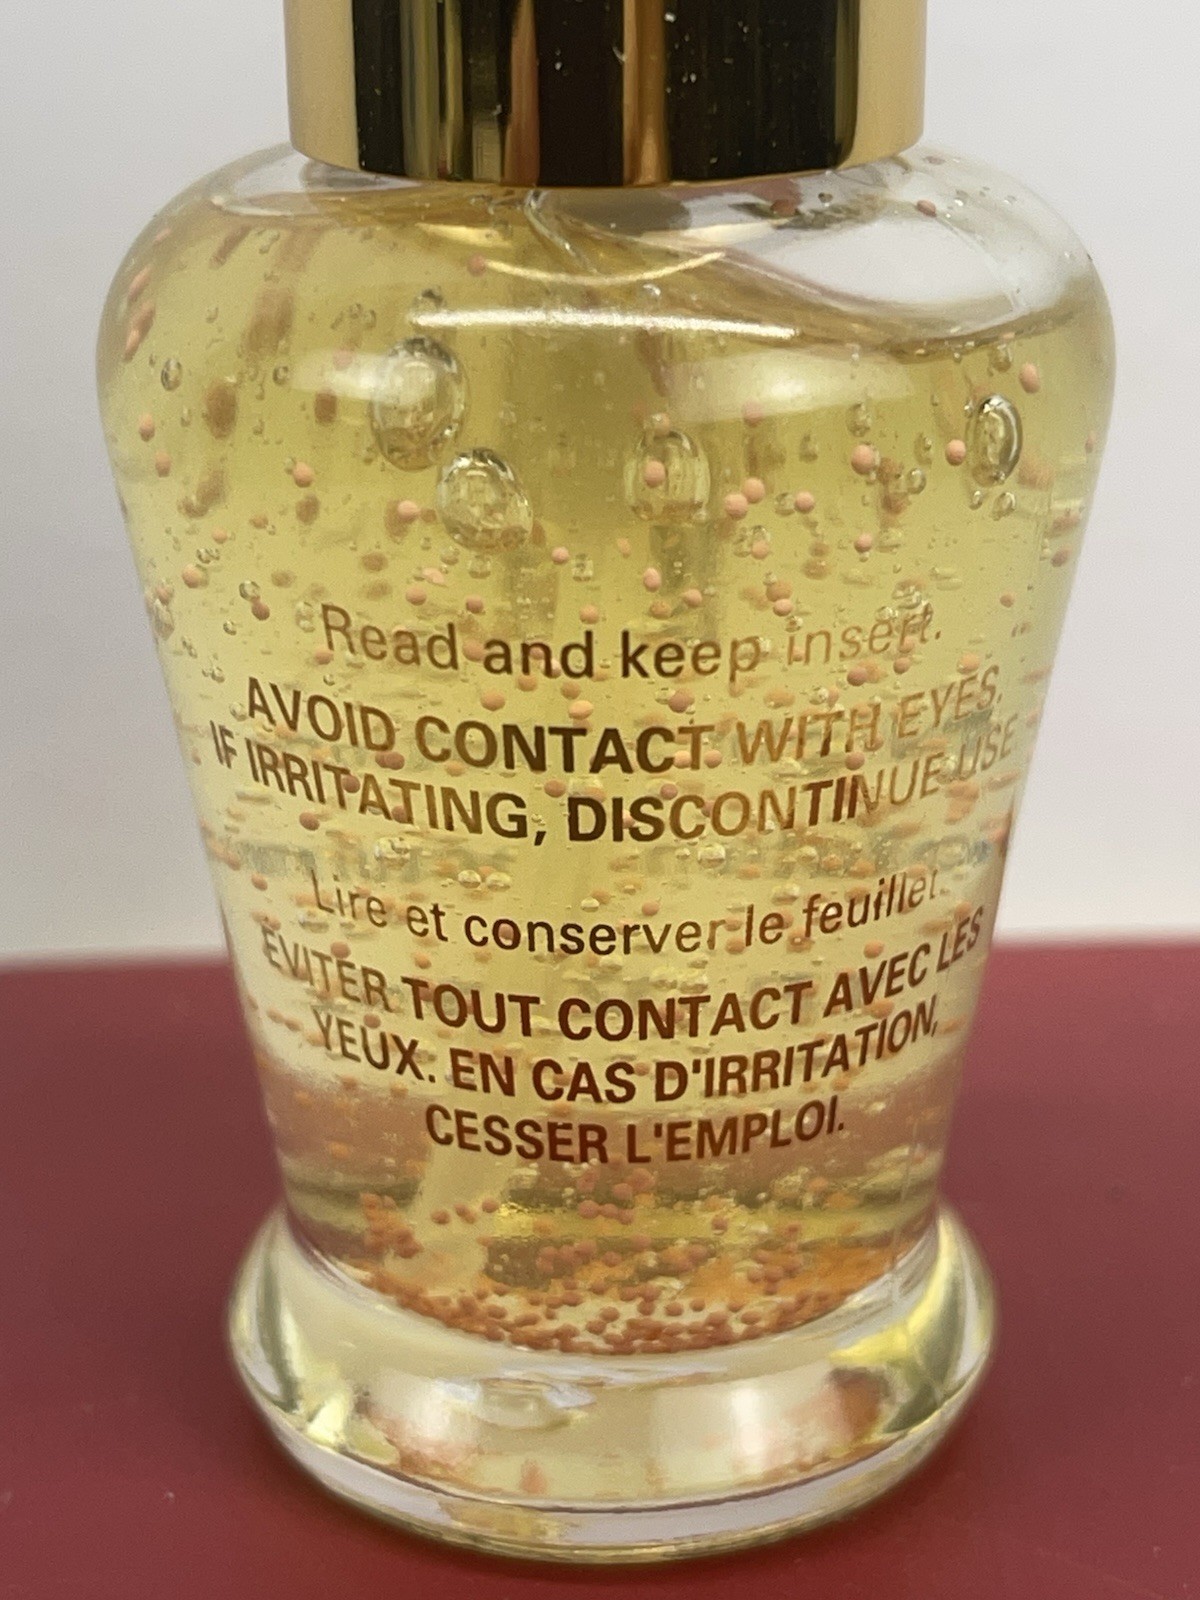 Read and keep insert.
AVOID CONTACT WITH EYES.
IF IRRITATING, DISCONTINUE USE
Lire et conserver le feuillet.
ÉVITER TOUT CONTACT AVEC LES
YEUX. EN CAS D'IRRITATION,
CESSER L'EMPLOI.